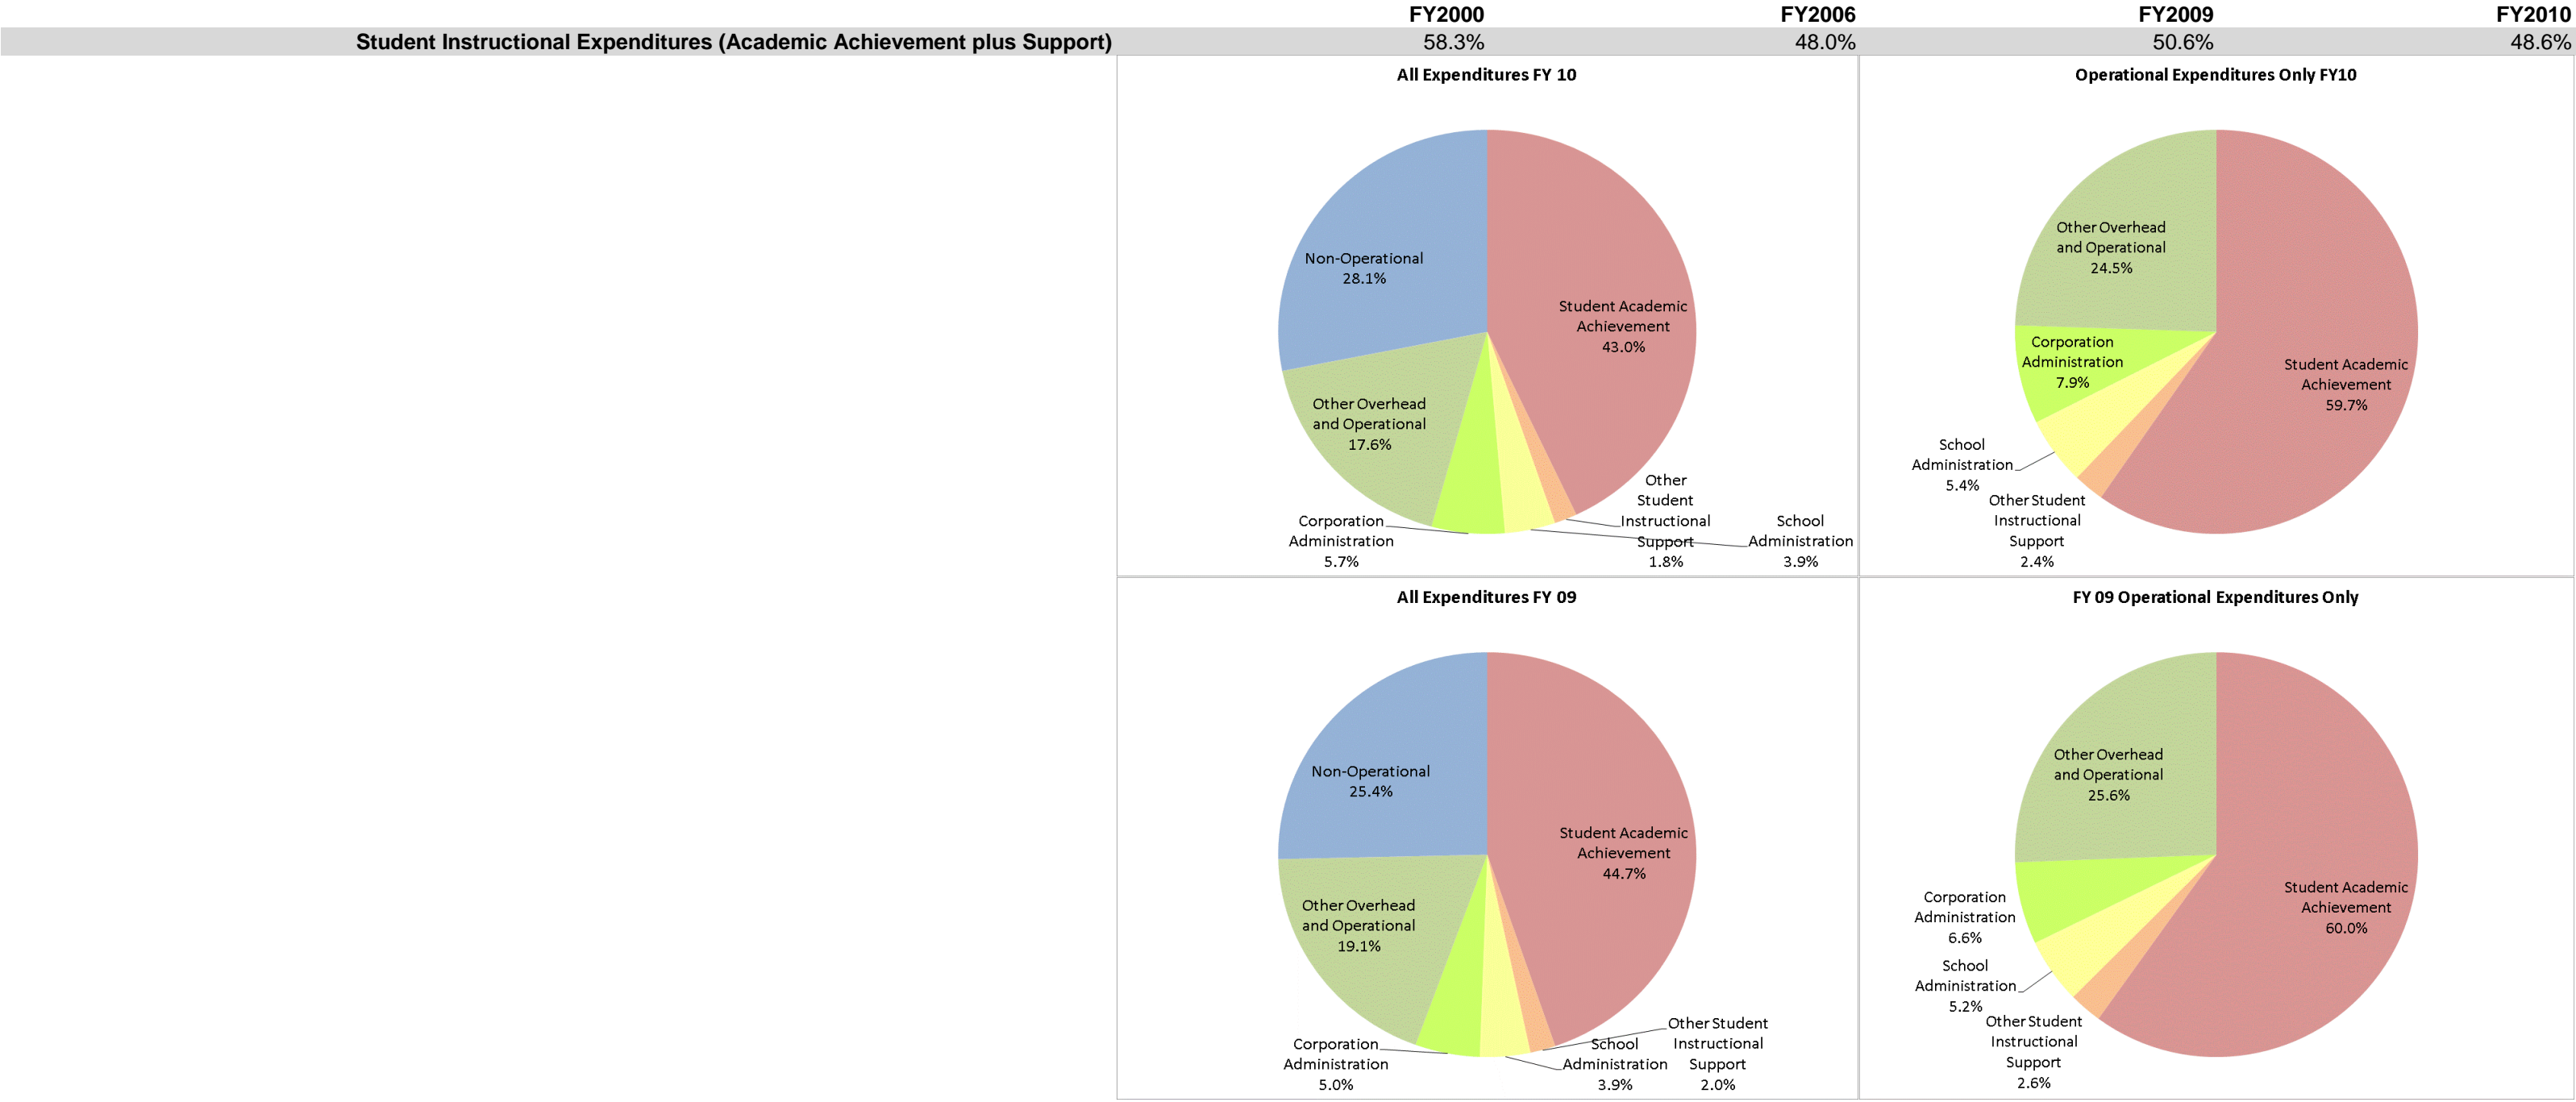 FY2000 FY2006 FY2009 FY2010
Student Instructional Expenditures (Academic Achievement plus Support) 58.3% 48.0% 50.6% 48.6%
All Expenditures FY 10
Non-Operational
28.1%
Student Academic
Achievement
43.0%
Other Overhead
and Operational
17.6%
Corporation
Administration
5.7%
Other
Student
Instructional
Support
1.8%
School
Administration
3.9%
Operational Expenditures Only FY10
Other Overhead
and Operational
24.5%
Corporation
Administration
7.9%
Student Academic
Achievement
59.7%
School
Administration
5.4%
Other Student
Instructional
Support
2.4%
All Expenditures FY 09
Non-Operational
25.4%
Student Academic
Achievement
44.7%
Other Overhead
and Operational
19.1%
Corporation
Administration
5.0%
School
Administration
3.9%
Other Student
Instructional
Support
2.0%
FY 09 Operational Expenditures Only
Other Overhead
and Operational
25.6%
Student Academic
Achievement
60.0%
Corporation
Administration
6.6%
School
Administration
5.2%
Other Student
Instructional
Support
2.6%